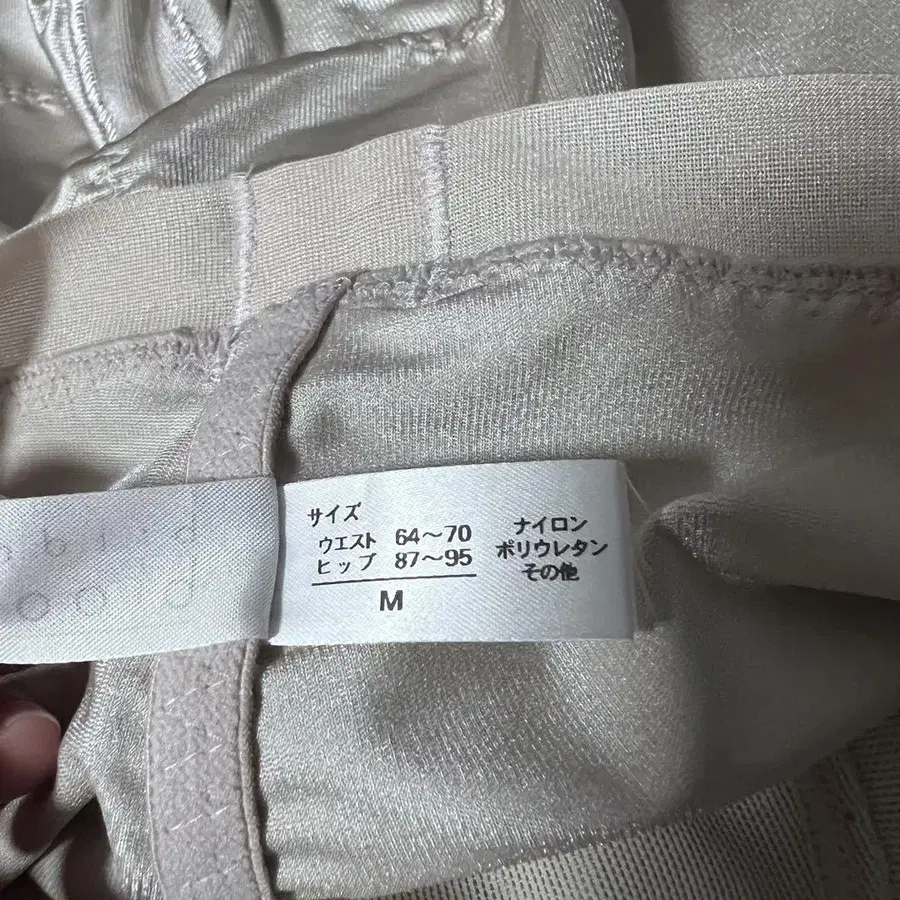 サイズ
ウエスト 64〜70
ヒップ 87〜95
M
ナイロン
ポリウレタン
その他